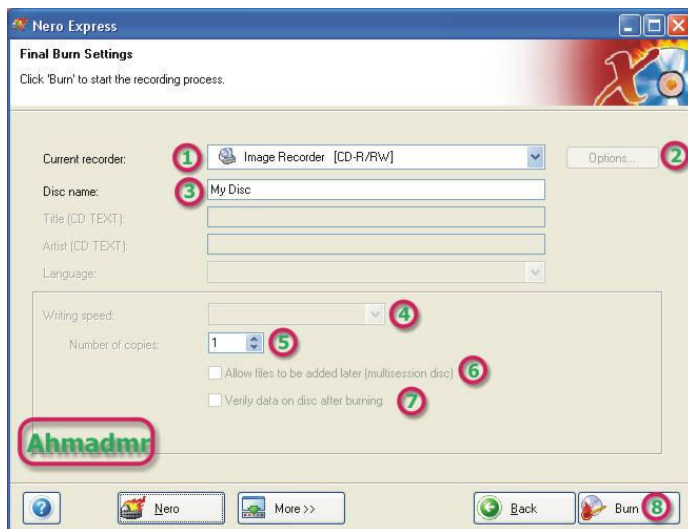 Nero Express
Final Burn Settings
Click 'Burn' to start the recording process.
Current recorder: 1 Image Recorder [CD-R/RW] Options... 2
Disc name: 3 My Disc
Title (CD TEXT):
Artist (CD TEXT):
Language:
Writing speed: 4
Number of copies: 1 5
Allow files to be added later (multisession disc) 6
Verify data on disc after burning 7
Ahmadmr
? Nero More >> Back Burn 8